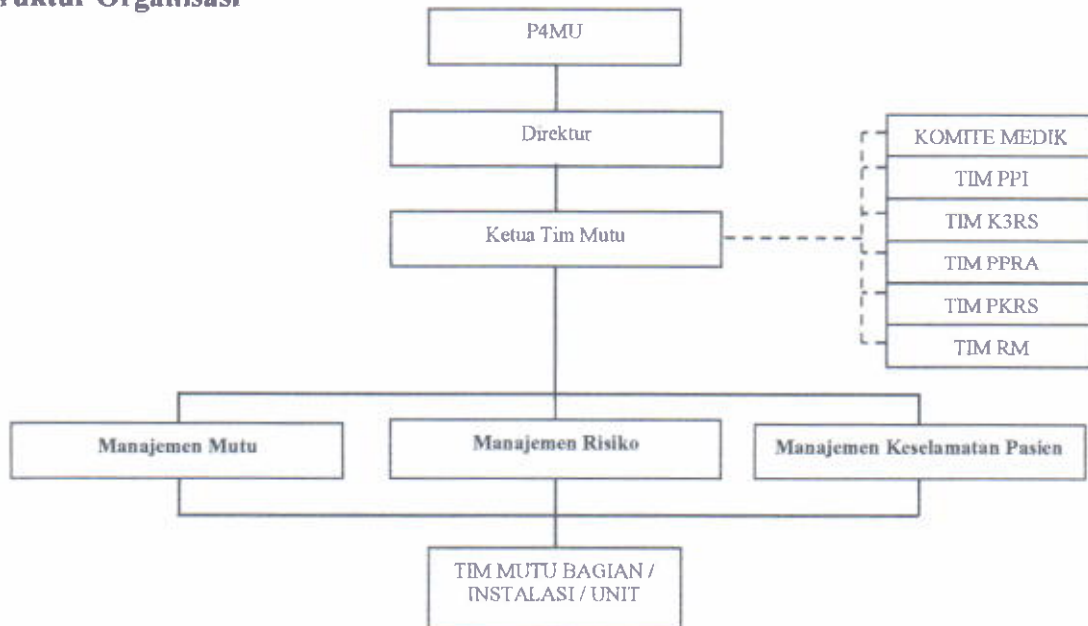 Organisasi
P4MU
Direktur
KOMITE MEDIK
TIM PPI
Ketua Tim Mutu
TIM K3RS
TIM PPRA
TIM PKRS
TIM RM
Manajemen Mutu
Manajemen Risiko
Manajemen Keselamatan Pasien
TIM MUTU BAGIAN /
INSTALASI / UNIT